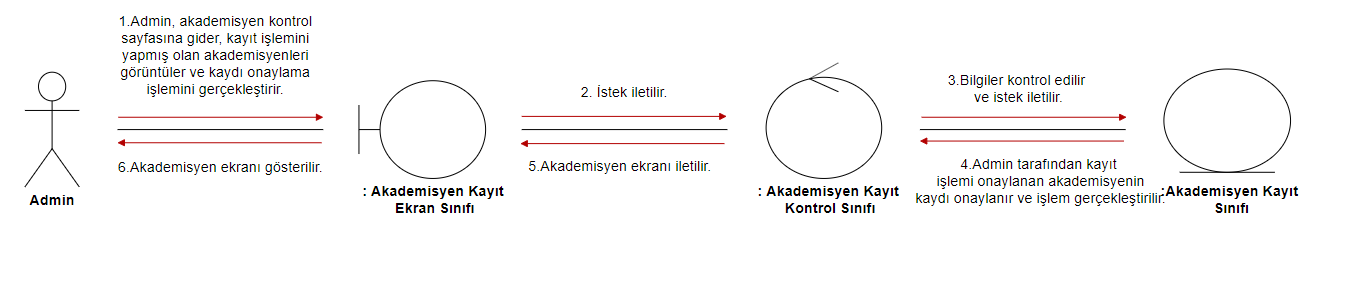 1.Admin, akademisyen kontrol
sayfasına gider, kayıt işlemini
yapmış olan akademisyenleri
görüntüler ve kaydı onaylama
işlemini gerçekleştirir.
6.Akademisyen ekranı gösterilir.
Admin
2. İstek iletilir.
5.Akademisyen ekranı iletilir.
: Akademisyen Kayıt
Ekran Sınıfı
3.Bilgiler kontrol edilir
ve istek iletilir.
4.Admin tarafından kayıt
işlemi onaylanan akademisyenin
kaydı onaylanır ve işlem gerçekleştirilir.
: Akademisyen Kayıt
Kontrol Sınıfı
:Akademisyen Kayıt
Sınıfı